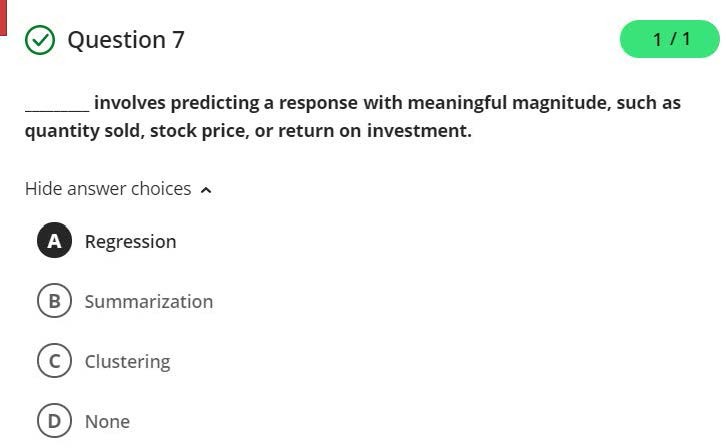 Question 7
1 / 1
_________ involves predicting a response with meaningful magnitude, such as
quantity sold, stock price, or return on investment.
Hide answer choices
A Regression
B Summarization
C Clustering
D None